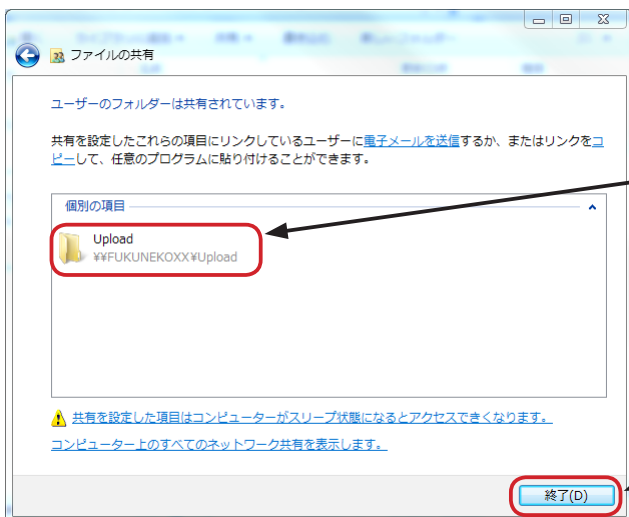 ファイルの共有
ユーザーのフォルダーは共有されています。
共有を設定したこれらの項目にリンクしているユーザーに電子メールを送信するか、またはリンクをコ
ピーして、任意のプログラムに貼り付けることができます。
個別の項目
Upload
¥¥FUKUNEKOXX¥Upload
共有を設定した項目はコンピューターがスリープ状態になるとアクセスできくなります。
コンピューター上のすべてのネットワーク共有を表示します。
終了(D)